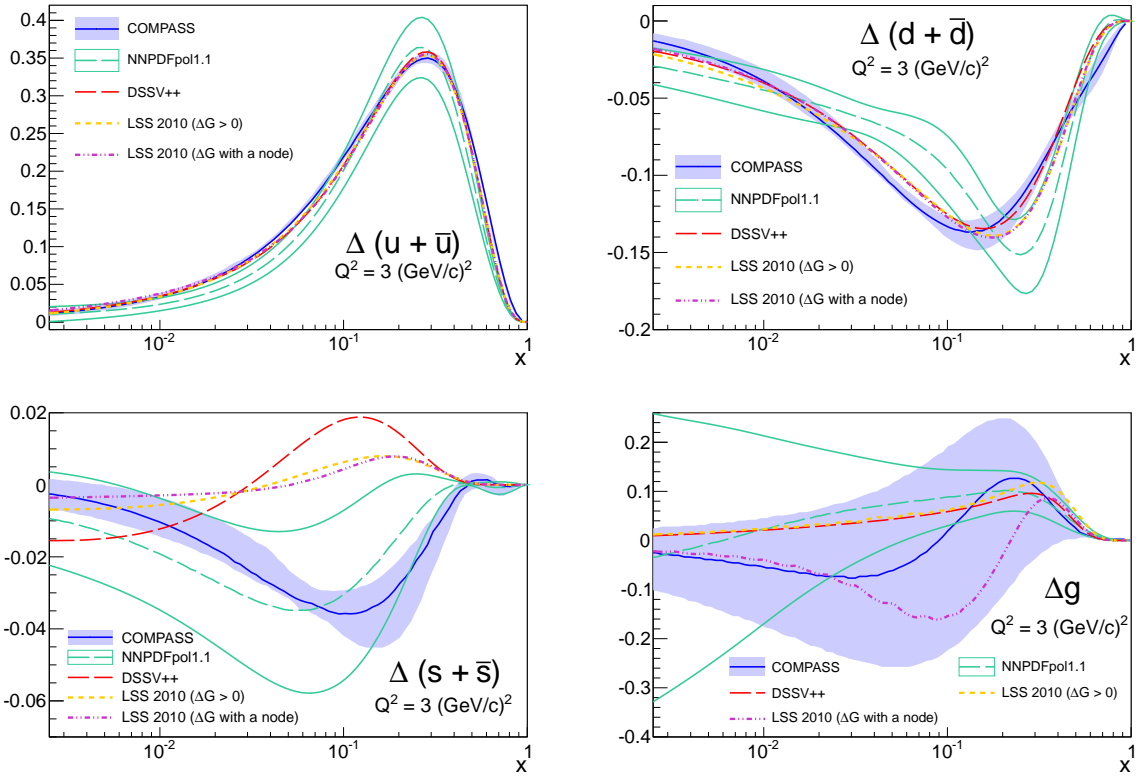 0.4
0.35
0.3
0.25
0.2
0.15
0.1
0.05
0
COMPASS
NNPDFpol1.1
DSSV++
LSS 2010 (ΔG > 0)
LSS 2010 (ΔG with a node)
Δ (u + u̅)
Q² = 3 (GeV/c)²
10⁻² 10⁻¹ 1
x
0
-0.05
-0.1
-0.15
-0.2
Δ (d + d̅)
Q² = 3 (GeV/c)²
COMPASS
NNPDFpol1.1
DSSV++
LSS 2010 (ΔG > 0)
LSS 2010 (ΔG with a node)
10⁻² 10⁻¹ 1
x
0.02
0
-0.02
-0.04
-0.06
COMPASS
NNPDFpol1.1
DSSV++
LSS 2010 (ΔG > 0)
LSS 2010 (ΔG with a node)
Δ (s + s̅)
Q² = 3 (GeV/c)²
10⁻² 10⁻¹ 1
x
0.2
0.1
0
-0.1
-0.2
-0.3
-0.4
Δg
Q² = 3 (GeV/c)²
COMPASS NNPDFpol1.1
DSSV++ LSS 2010 (ΔG > 0)
LSS 2010 (ΔG with a node)
10⁻² 10⁻¹ 1
x